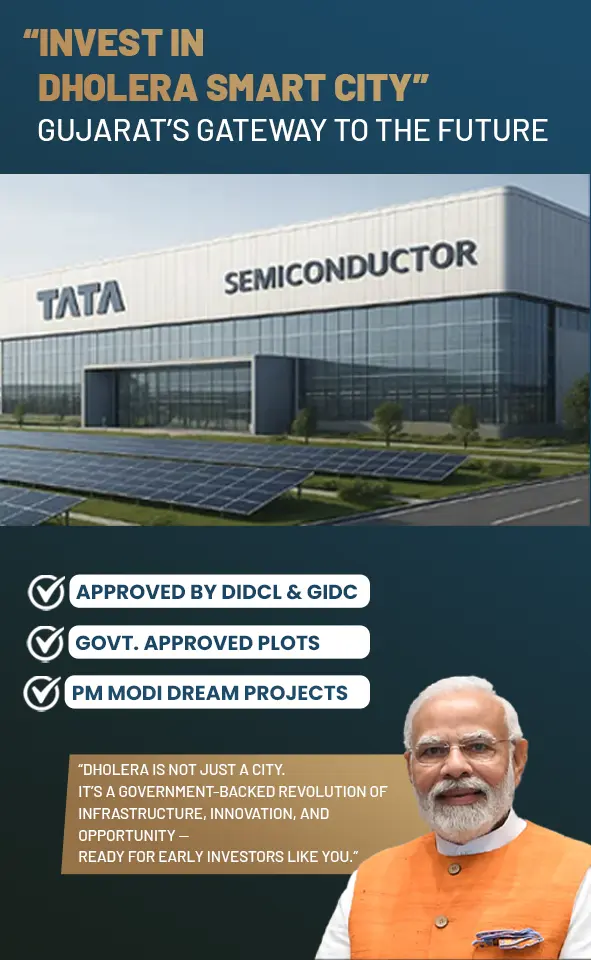 “INVEST IN
DHOLERA SMART CITY”
GUJARAT’S GATEWAY TO THE FUTURE
TATA SEMICONDUCTOR
APPROVED BY DIDCL & GIDC
GOVT. APPROVED PLOTS
PM MODI DREAM PROJECTS
“DHOLERA IS NOT JUST A CITY.
IT’S A GOVERNMENT-BACKED REVOLUTION OF
INFRASTRUCTURE, INNOVATION, AND
OPPORTUNITY —
READY FOR EARLY INVESTORS LIKE YOU.”